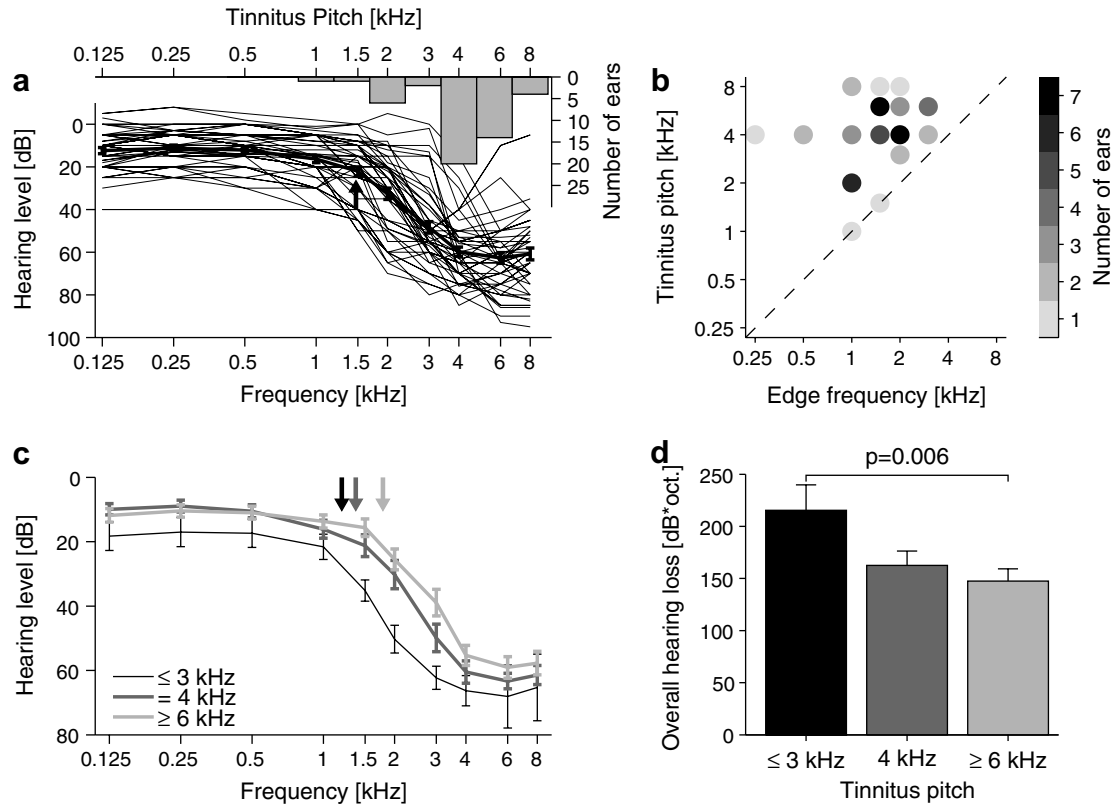 Tinnitus Pitch [kHz]
0.125 0.25 0.5 1 1.5 2 3 4 6 8
a
Hearing level [dB]
0
20
40
60
80
100
0
5
10
15
20
25
Number of ears
0.125 0.25 0.5 1 1.5 2 3 4 6 8
Frequency [kHz]
b
Tinnitus pitch [kHz]
8
4
2
1
0.5
0.25
0.25 0.5 1 2 4 8
Edge frequency [kHz]
7
6
5
4
3
2
1
Number of ears
c
Hearing level [dB]
0
20
40
60
80
≤ 3 kHz
= 4 kHz
≥ 6 kHz
0.125 0.25 0.5 1 1.5 2 3 4 6 8
Frequency [kHz]
d
Overall hearing loss [dB*oct.]
250
200
150
100
50
0
p=0.006
≤ 3 kHz 4 kHz ≥ 6 kHz
Tinnitus pitch